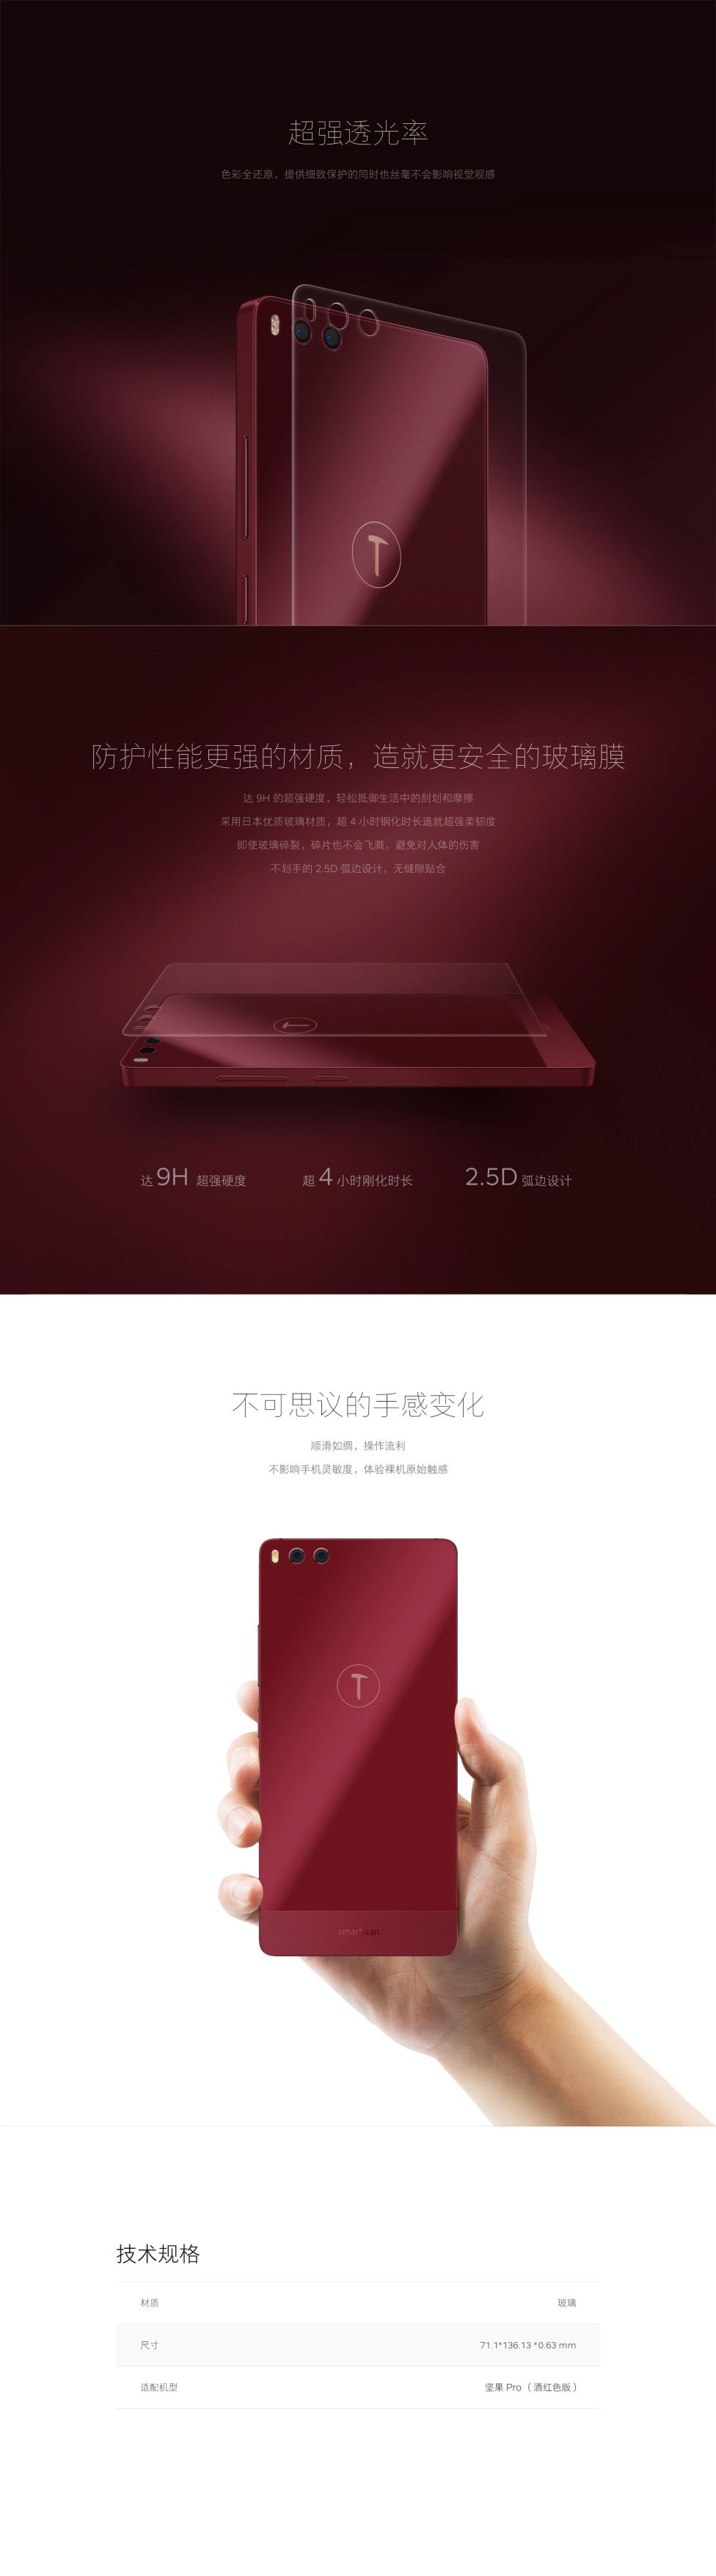 超强透光率
色彩全还原，提供细致保护的同时也丝毫不会影响视觉观感
防护性能更强的材质，造就更安全的玻璃膜
达 9H 的超强硬度，轻松抵御生活中的刮划和摩擦
采用日本优质玻璃材质，超 4 小时钢化时长造就超强柔韧度
即使玻璃碎裂，碎片也不会飞溅，避免对人体的伤害
不划手的 2.5D 弧边设计，无缝隙贴合
达 9H 超强硬度 超 4 小时刚化时长 2.5D 弧边设计
不可思议的手感变化
顺滑如绸，操作流利
不影响手机灵敏度，体验裸机原始触感
smartisan
技术规格
材质 玻璃
尺寸 71.1*136.13 *0.63 mm
适配机型 坚果 Pro（酒红色版）